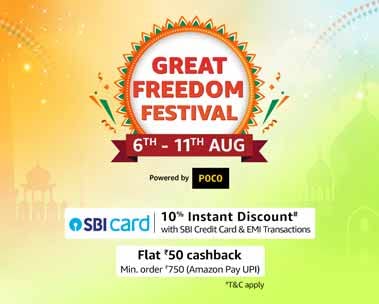 GREAT
FREEDOM
FESTIVAL
6TH - 11TH AUG
Powered by POCO
SBI card
10% Instant Discount#
with SBI Credit Card & EMI Transactions
Flat ₹50 cashback
Min. order ₹750 (Amazon Pay UPI)
*T&C apply